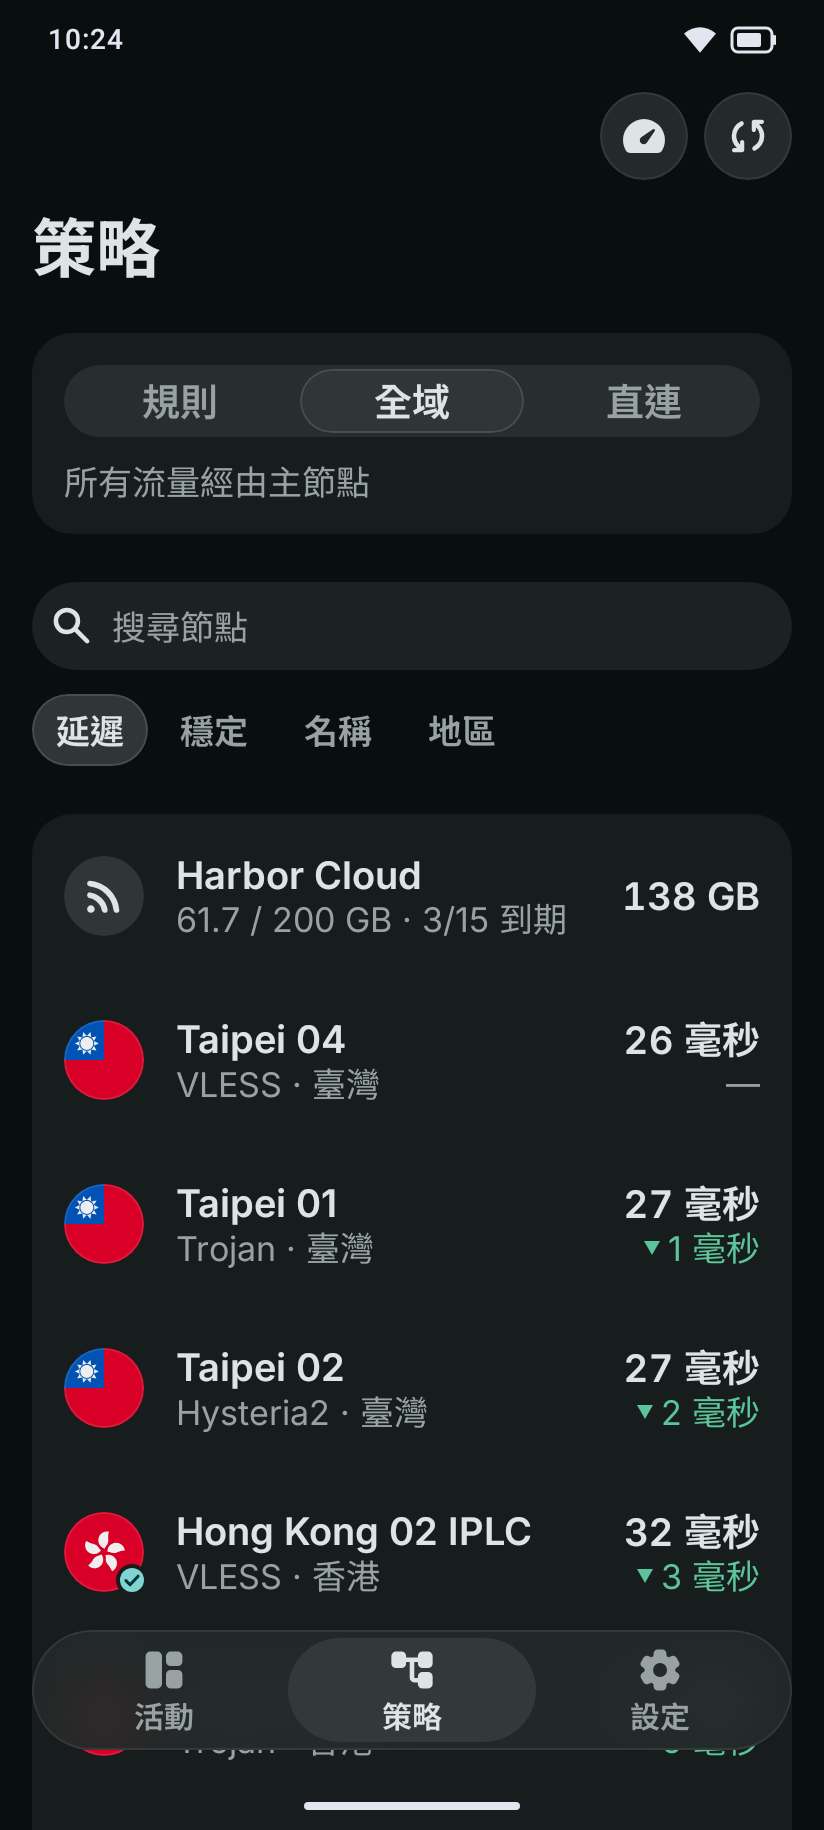 10:24
策略
規則
全域
直連
所有流量經由主節點
搜尋節點
延遲
穩定
名稱
地區
Harbor Cloud
61.7 / 200 GB · 3/15 到期
138 GB
Taipei 04
VLESS · 臺灣
26 毫秒
—
Taipei 01
Trojan · 臺灣
27 毫秒
▼1 毫秒
Taipei 02
Hysteria2 · 臺灣
27 毫秒
▼2 毫秒
Hong Kong 02 IPLC
VLESS · 香港
32 毫秒
▼3 毫秒
活動
策略
設定